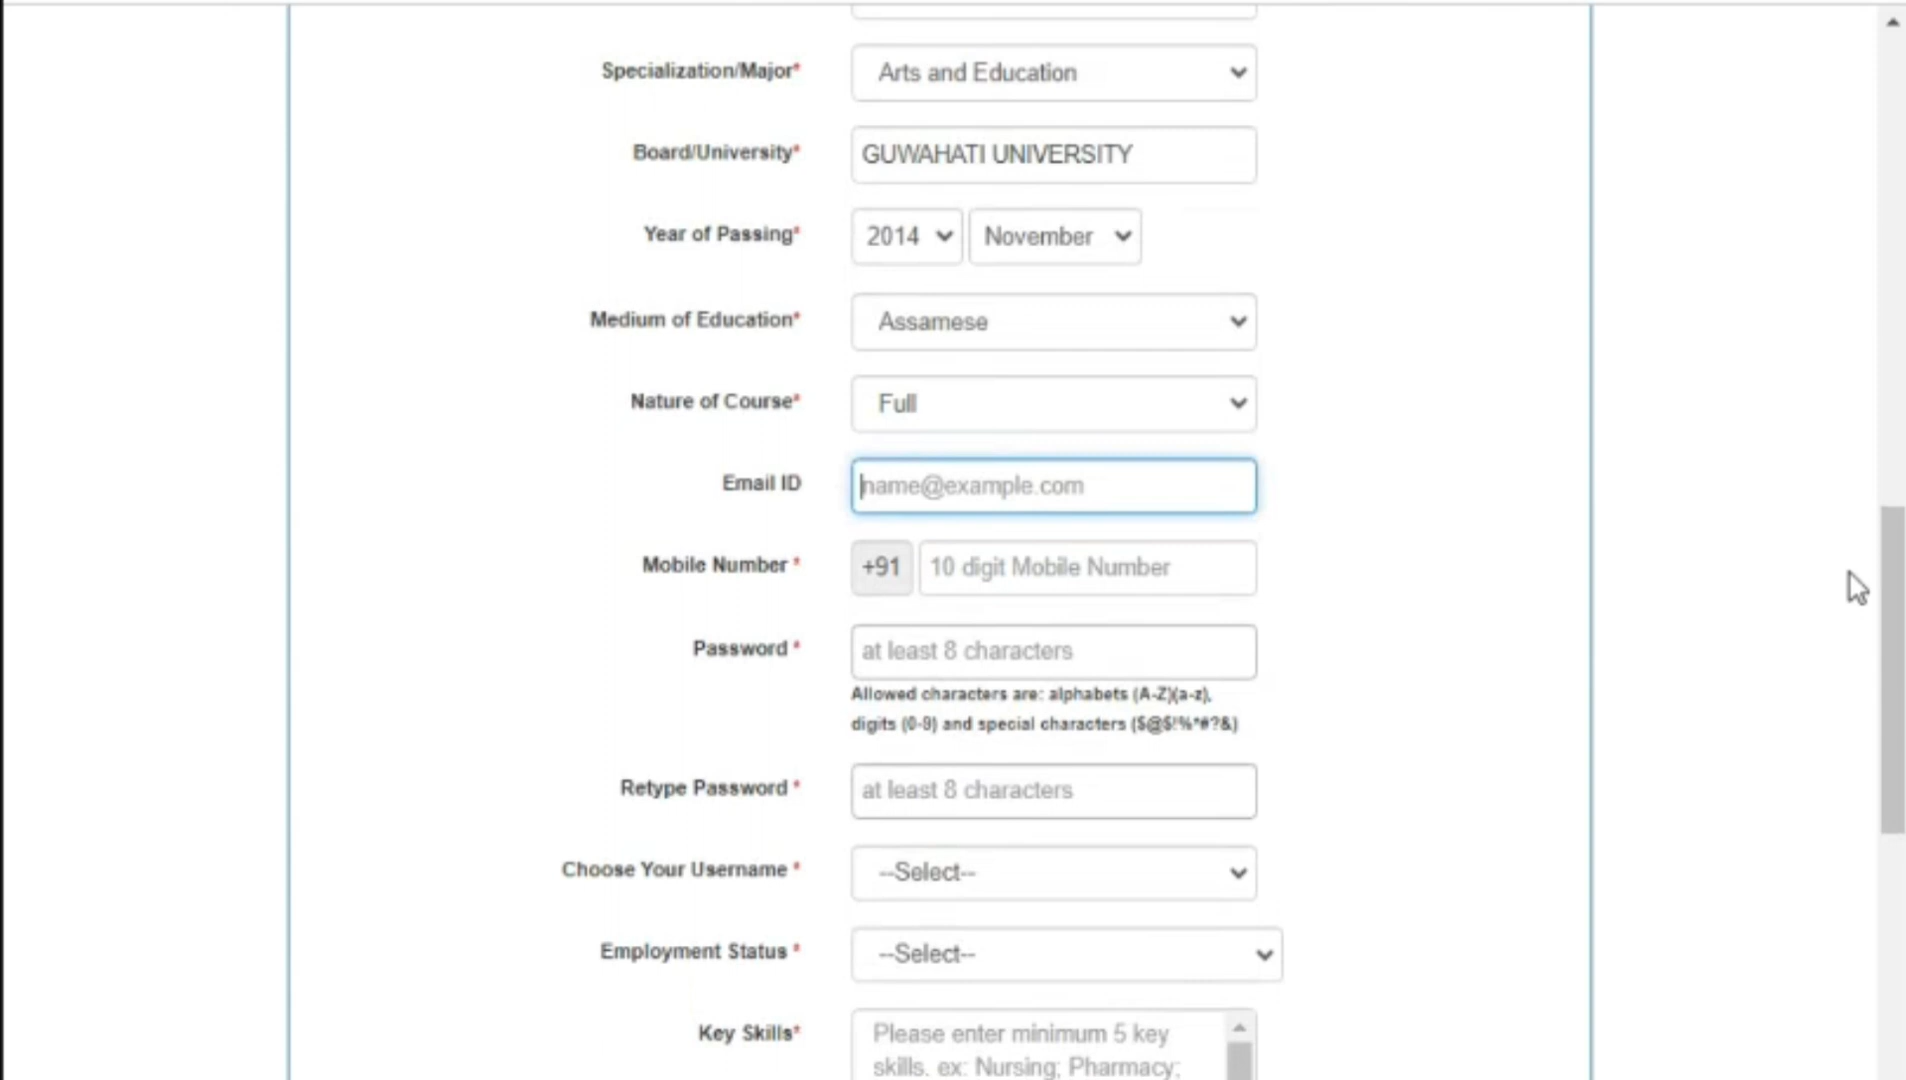 Specialization/Major* Arts and Education
Board/University* GUWAHATI UNIVERSITY
Year of Passing* 2014 November
Medium of Education* Assamese
Nature of Course* Full
Email ID name@example.com
Mobile Number * +91 10 digit Mobile Number
Password * at least 8 characters
Allowed characters are: alphabets (A-Z)(a-z),
digits (0-9) and special characters ($@$!%*#?&)
Retype Password * at least 8 characters
Choose Your Username * --Select--
Employment Status * --Select--
Key Skills* Please enter minimum 5 key
skills. ex: Nursing; Pharmacy;